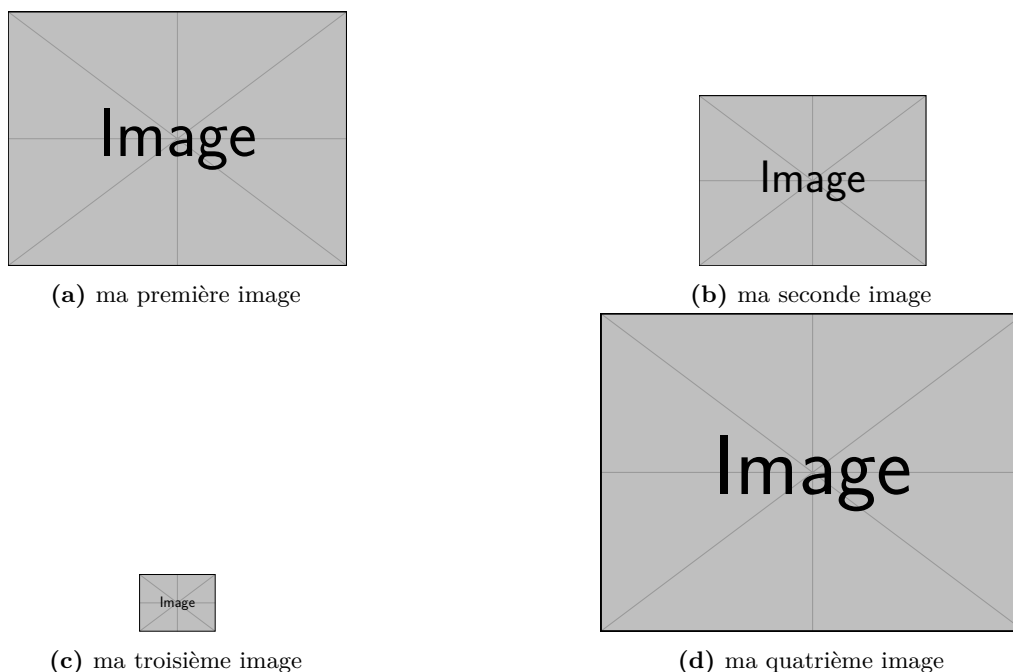 Image
Image
(a) ma première image
(b) ma seconde image
Image
Image
(c) ma troisième image
(d) ma quatrième image